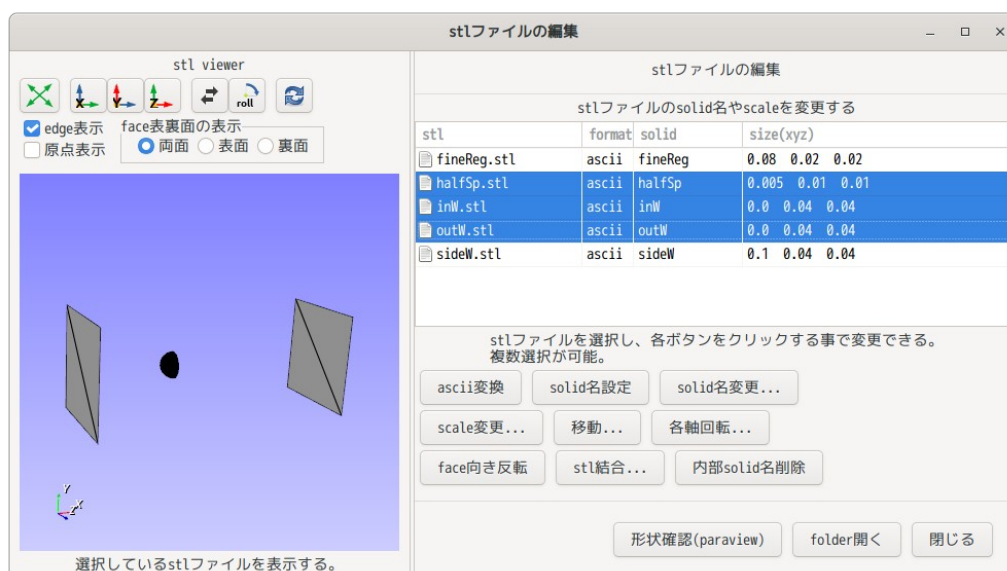 stlファイルの編集
stl viewer
X Y Z roll
edge表示
原点表示
face表裏面の表示
両面 表面 裏面
Y
Z X
選択しているstlファイルを表示する。
stlファイルの編集
stlファイルのsolid名やscaleを変更する
stl format solid size(xyz)
fineReg.stl ascii fineReg 0.08 0.02 0.02
halfSp.stl ascii halfSp 0.005 0.01 0.01
inW.stl ascii inW 0.0 0.04 0.04
outW.stl ascii outW 0.0 0.04 0.04
sideW.stl ascii sideW 0.1 0.04 0.04
stlファイルを選択し、各ボタンをクリックする事で変更できる。
複数選択が可能。
ascii変換 solid名設定 solid名変更...
scale変更... 移動... 各軸回転...
face向き反転 stl結合... 内部solid名削除
形状確認(paraview) folder開く 閉じる